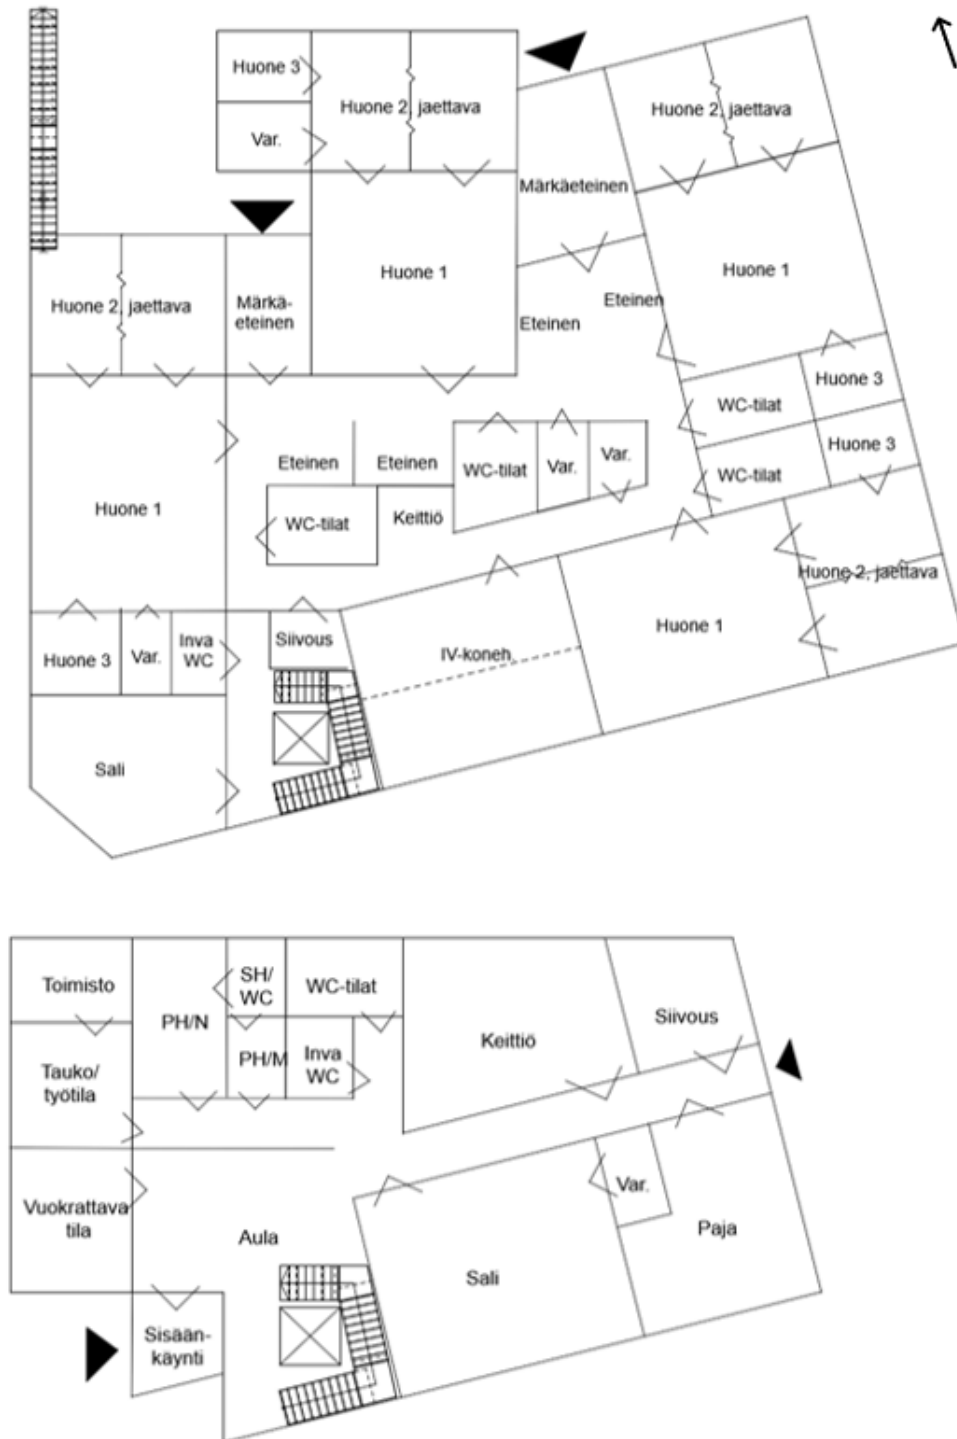 Huone 3
Huone 2, jaettava
Var.
Huone 2, jaettava
Märkäeteinen
Huone 1
Huone 1
Huone 2, jaettava
Märkä-
eteinen
Eteinen
Eteinen
WC-tilat
Huone 3
Eteinen
Eteinen
WC-tilat
Var.
Var.
Huone 3
WC-tilat
Huone 1
WC-tilat
Keittiö
Huone 2, jaettava
Huone 3
Var.
Inva
WC
Siivous
IV-koneh.
Huone 1
Sali
Toimisto
PH/N
SH/
WC
WC-tilat
Keittiö
Siivous
Tauko/
työtila
PH/M
Inva
WC
Vuokrattava
tila
Aula
Var.
Paja
Sali
Sisään-
käynti